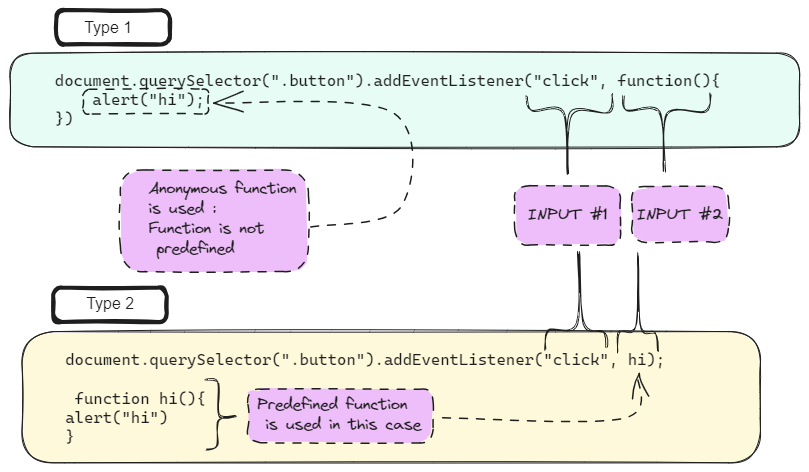 Type 1
document.querySelector(".button").addEventListener("click", function(){
alert("hi");
})
Anonymous function
is used :
Function is not
predefined
INPUT #1
INPUT #2
Type 2
document.querySelector(".button").addEventListener("click", hi);
function hi(){
alert("hi")
}
Predefined function
is used in this case